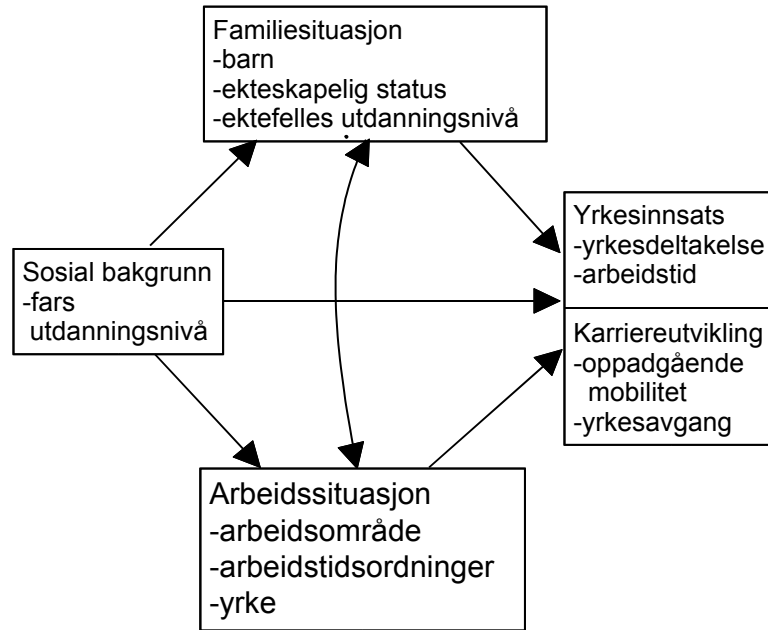 Familiesituasjon
-barn
-ekteskapelig status
-ektefelles utdanningsnivå
Sosial bakgrunn
-fars
utdanningsnivå
Yrkesinnsats
-yrkesdeltakelse
-arbeidstid
Karriereutvikling
-oppadgående
mobilitet
-yrkesavgang
Arbeidssituasjon
-arbeidsområde
-arbeidstidsordninger
-yrke